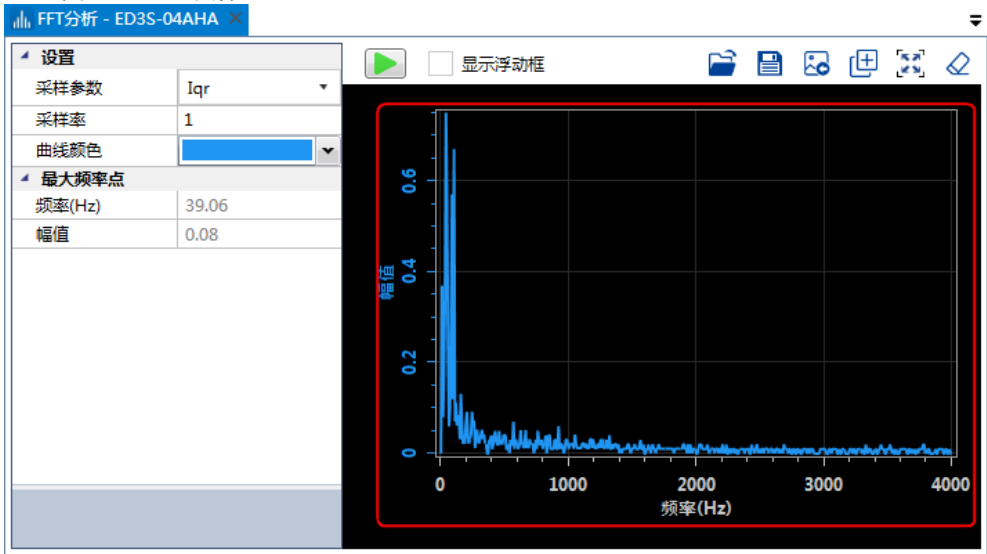 FFT分析 - ED3S-04AHA
设置
采样参数 Iqr
采样率 1
曲线颜色
最大频率点
频率(Hz) 39.06
幅值 0.08
显示浮动框
幅值
0.6
0.4
0.2
0
0 1000 2000 3000 4000
频率(Hz)